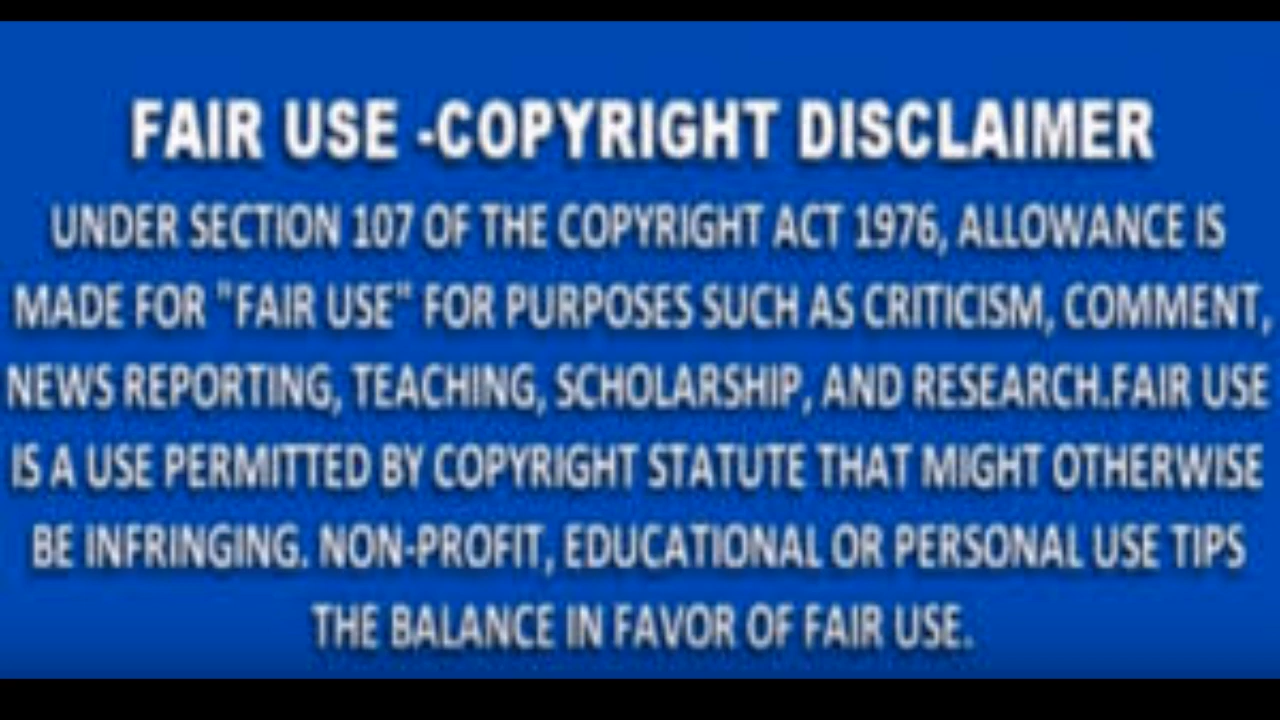 FAIR USE -COPYRIGHT DISCLAIMER
UNDER SECTION 107 OF THE COPYRIGHT ACT 1976, ALLOWANCE IS
MADE FOR "FAIR USE" FOR PURPOSES SUCH AS CRITICISM, COMMENT,
NEWS REPORTING, TEACHING, SCHOLARSHIP, AND RESEARCH.FAIR USE
IS A USE PERMITTED BY COPYRIGHT STATUTE THAT MIGHT OTHERWISE
BE INFRINGING. NON-PROFIT, EDUCATIONAL OR PERSONAL USE TIPS
THE BALANCE IN FAVOR OF FAIR USE.